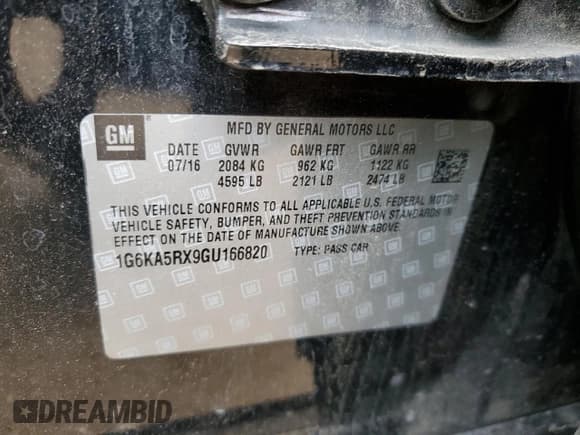 GM
MFD BY GENERAL MOTORS LLC
DATE GVWR GAWR FRT GAWR RR
07/16 2084 KG 962 KG 1122 KG
4595 LB 2121 LB 2474 LB
THIS VEHICLE CONFORMS TO ALL APPLICABLE U.S. FEDERAL MOTOR
VEHICLE SAFETY, BUMPER, AND THEFT PREVENTION STANDARDS IN
EFFECT ON THE DATE OF MANUFACTURE SHOWN ABOVE.
1G6KA5RX9GU166820 TYPE: PASS CAR
DREAMBID